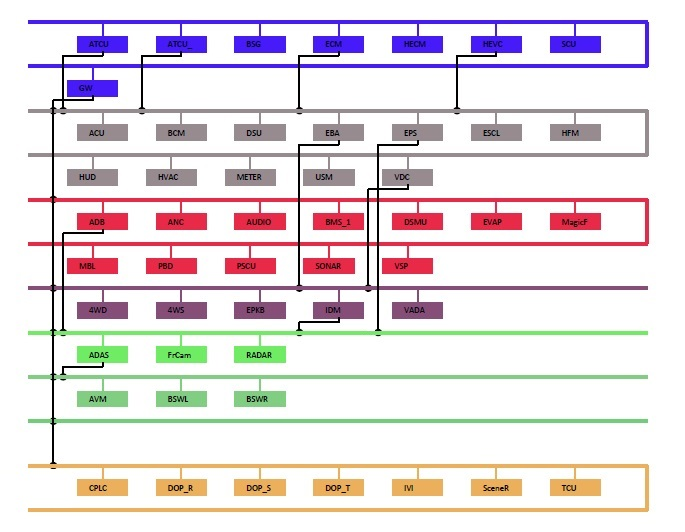 ATCU ATCU_ BSG ECM HECM HEVC SCU
GW
ACU BCM DSU EBA EPS ESCL HFM
HUD HVAC METER USM VDC
ADB ANC AUDIO BMS_1 DSMU EVAP MagicF
MBL PBD PSCU SONAR VSP
4WD 4WS EPKB IDM VADA
ADAS FrCam RADAR
AVM BSWL BSWR
CPLC DOP_R DOP_S DOP_T IVI SceneR TCU